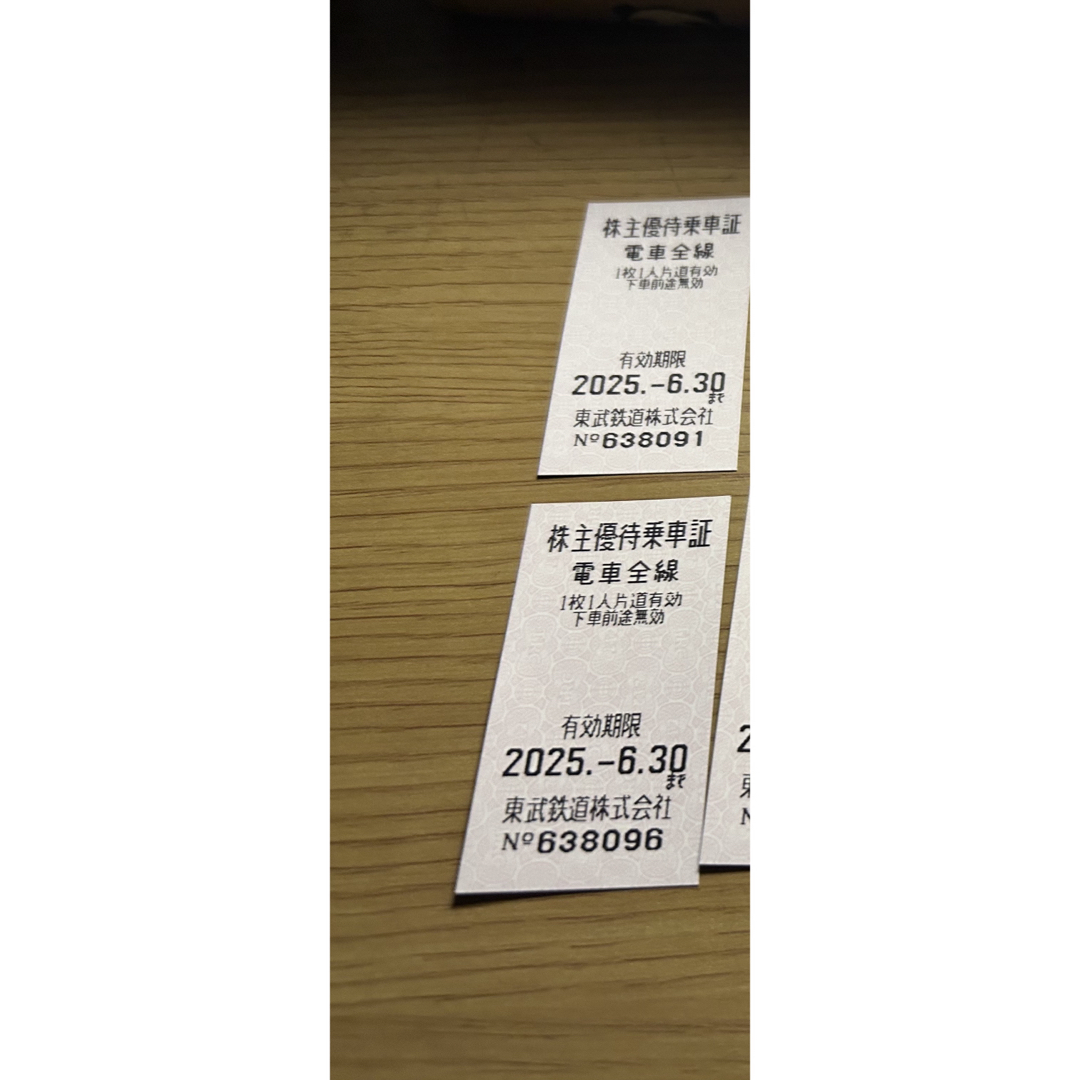 株主優待乗車証
電車全線
1枚1人片道有効
下車前途無効
有効期限
2025.-6.30
まで
東武鉄道株式会社
Nº638091
株主優待乗車証
電車全線
1枚1人片道有効
下車前途無効
有効期限
2025.-6.30
まで
東武鉄道株式会社
Nº638096
2
東
N